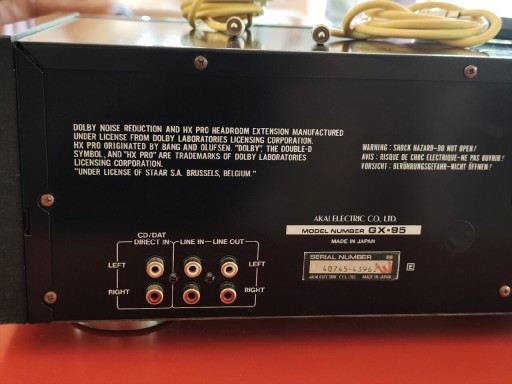 DOLBY NOISE REDUCTION AND HX PRO HEADROOM EXTENSION MANUFACTURED
UNDER LICENSE FROM DOLBY LABORATORIES LICENSING CORPORATION.
HX PRO ORIGINATED BY BANG AND OLUFSEN. "DOLBY", THE DOUBLE-D
SYMBOL, AND "HX PRO" ARE TRADEMARKS OF DOLBY LABORATORIES
LICENSING CORPORATION.
"UNDER LICENSE OF STAAR S.A. BRUSSELS, BELGIUM."
WARNING : SHOCK HAZARD-DO NOT OPEN!
AVIS : RISQUE DE CHOC ELECTRIQUE-NE PAS OUVRIR!
VORSICHT : BERÜHRUNGSGEFAHR-NICHT ÖFFNEN!
AKAI ELECTRIC CO., LTD.
MODEL NUMBER GX-95
MADE IN JAPAN
SERIAL NUMBER
AKAI ELECTRIC CO., LTD. MADE IN JAPAN
CD/DAT
DIRECT IN LINE IN LINE OUT
LEFT LEFT
RIGHT RIGHT